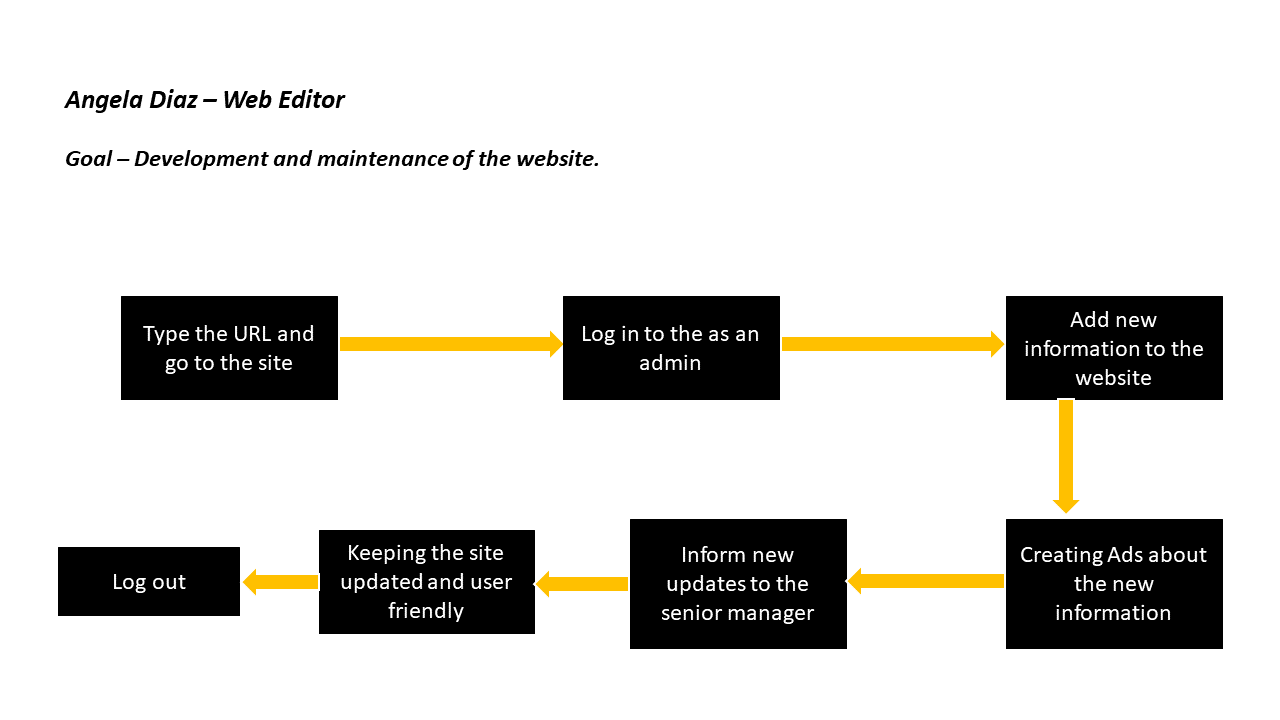 Angela Diaz – Web Editor
Goal – Development and maintenance of the website.
Type the URL and
go to the site
Log in to the as an
admin
Add new
information to the
website
Creating Ads about
the new
information
Inform new
updates to the
senior manager
Keeping the site
updated and user
friendly
Log out